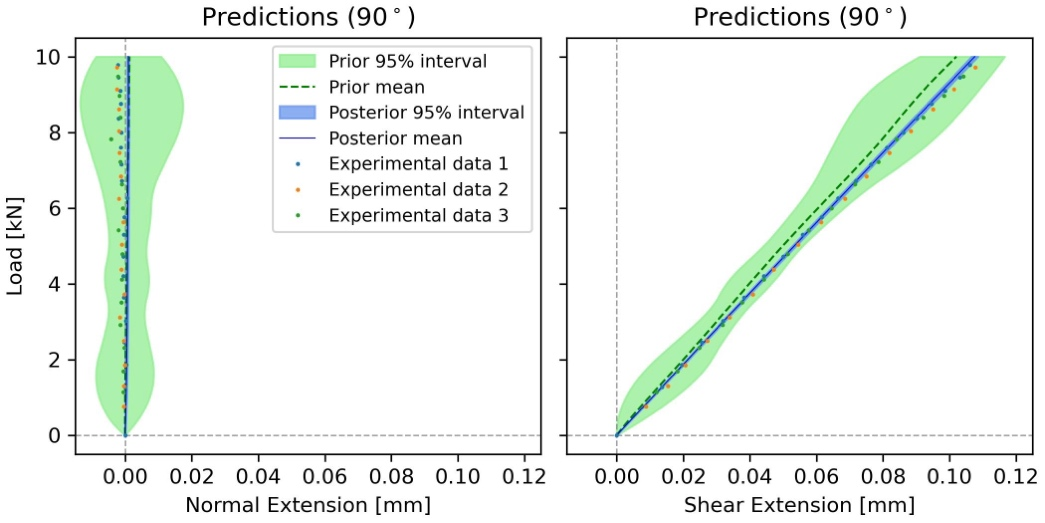 Predictions (90°)
Predictions (90°)
10
8
6
4
2
0
Load [kN]
Prior 95% interval
Prior mean
Posterior 95% interval
Posterior mean
Experimental data 1
Experimental data 2
Experimental data 3
0.00 0.02 0.04 0.06 0.08 0.10 0.12
0.00 0.02 0.04 0.06 0.08 0.10 0.12
Normal Extension [mm]
Shear Extension [mm]